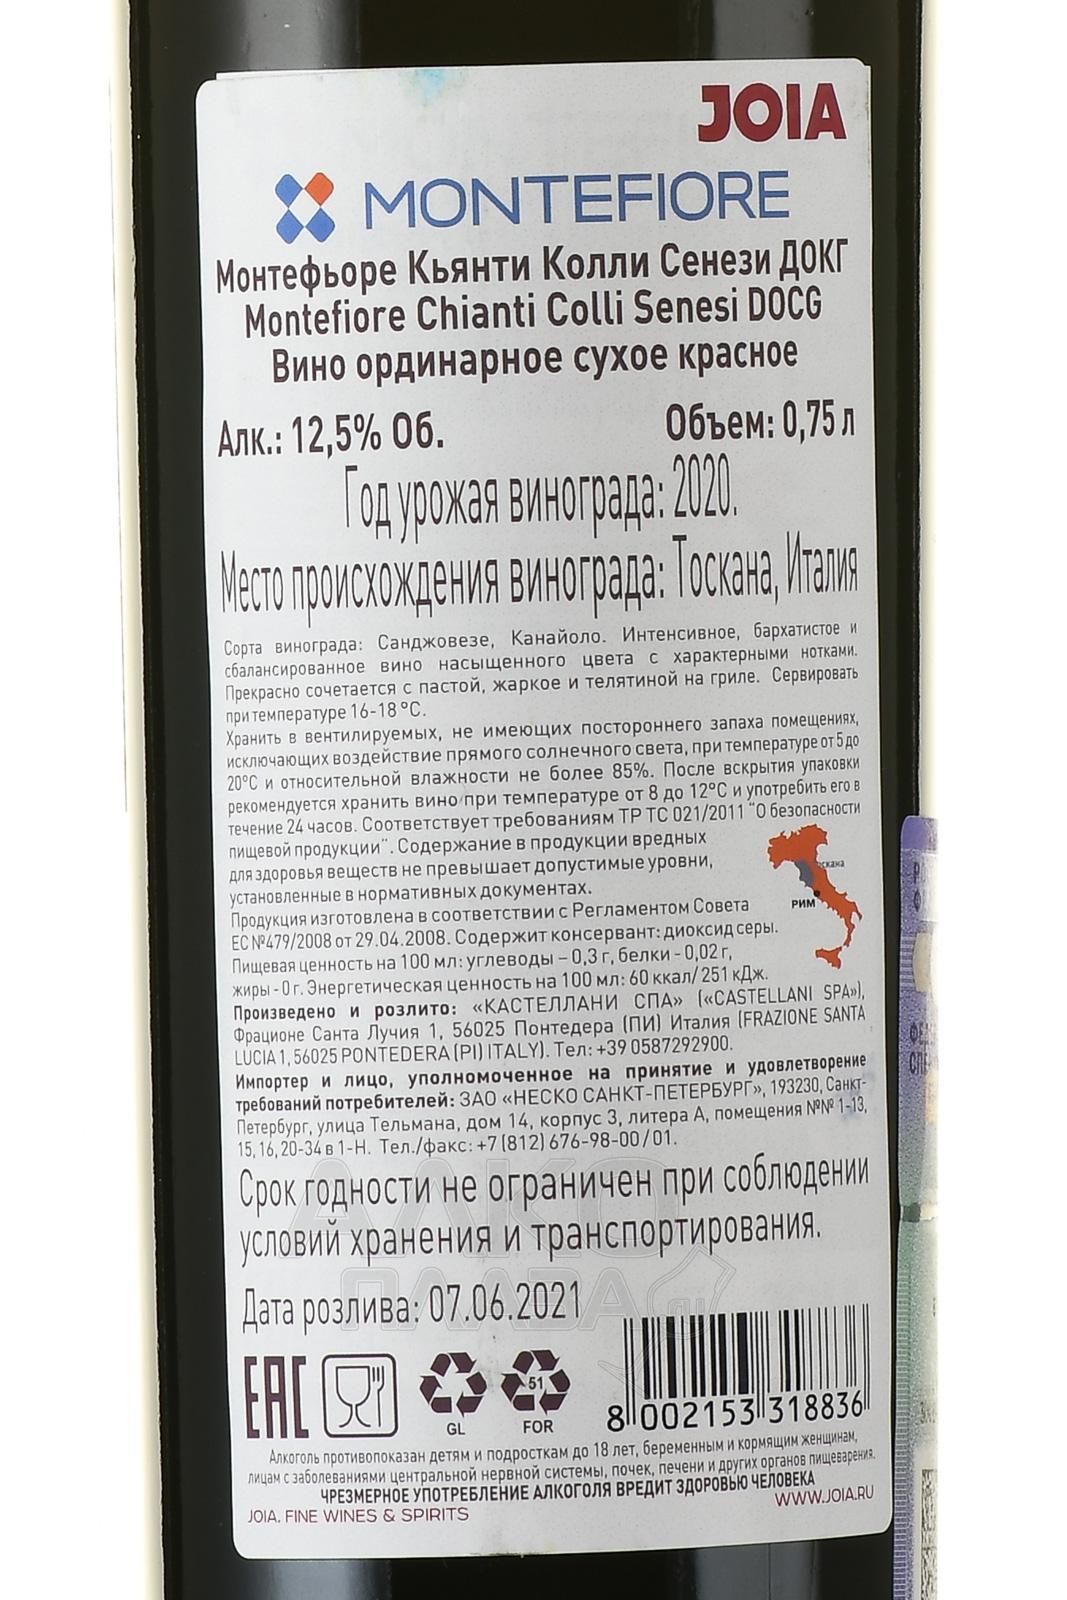 JOIA
MONTEFIORE
Монтефьоре Кьянти Колли Сенези ДОКГ
Montefiore Chianti Colli Senesi DOCG
Вино ординарное сухое красное
Алк.: 12,5% Об. Объем: 0,75 л
Год урожая винограда: 2020.
Место происхождения винограда: Тоскана, Италия
Сорта винограда: Санджовезе, Канайоло. Интенсивное, бархатистое и
сбалансированное вино насыщенного цвета с характерными нотками.
Прекрасно сочетается с пастой, жаркое и телятиной на гриле. Сервировать
при температуре 16-18 °С.
Хранить в вентилируемых, не имеющих постороннего запаха помещениях,
исключающих воздействие прямого солнечного света, при температуре от 5 до
20°С и относительной влажности не более 85%. После вскрытия упаковки
рекомендуется хранить вино при температуре от 8 до 12°С и употребить его в
течение 24 часов. Соответствует требованиям ТР ТС 021/2011 "О безопасности
пищевой продукции". Содержание в продукции вредных
для здоровья веществ не превышает допустимые уровни,
установленные в нормативных документах.
Продукция изготовлена в соответствии с Регламентом Совета
ЕС №479/2008 от 29.04.2008. Содержит консервант: диоксид серы.
Пищевая ценность на 100 мл: углеводы – 0,3 г, белки - 0,02 г,
жиры - 0 г. Энергетическая ценность на 100 мл: 60 ккал/ 251 кДж.
РИМ
Произведено и розлито: «КАСТЕЛЛАНИ СПА» («CASTELLANI SPA»),
Фрационе Санта Лучия 1, 56025 Понтедера (ПИ) Италия (FRAZIONE SANTA
LUCIA 1, 56025 PONTEDERA (PI) ITALY). Тел: +39 0587292900.
Импортер и лицо, уполномоченное на принятие и удовлетворение
требований потребителей: ЗАО «НЕСКО САНКТ-ПЕТЕРБУРГ», 193230, Санкт-
Петербург, улица Тельмана, дом 14, корпус 3, литера А, помещения №№ 1-13,
15, 16, 20-34 в 1-Н. Тел./факс: +7 (812) 676-98-00/01.
Срок годности не ограничен при соблюдении
условий хранения и транспортирования.
Дата розлива: 07.06.2021
АЛКО
ПЛАЗА
ru
EAC
GL
51
FOR
8 002153 318836
Алкоголь противопоказан детям и подросткам до 18 лет, беременным и кормящим женщинам,
лицам с заболеваниями центральной нервной системы, почек, печени и других органов пищеварения.
ЧРЕЗМЕРНОЕ УПОТРЕБЛЕНИЕ АЛКОГОЛЯ ВРЕДИТ ЗДОРОВЬЮ ЧЕЛОВЕКА
JOIA. FINE WINES & SPIRITS WWW.JOIA.RU